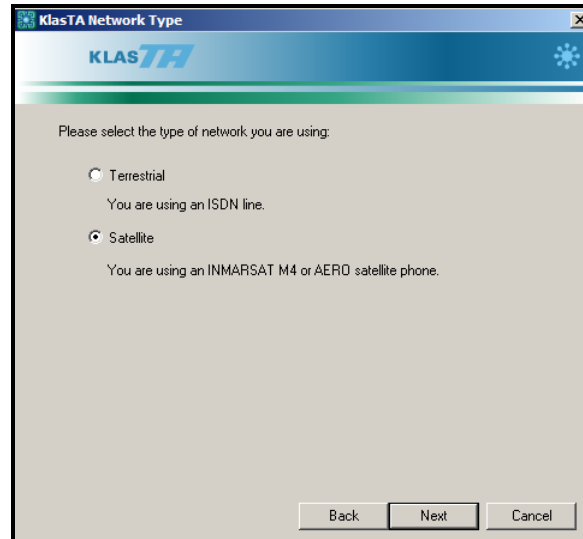 KlasTA Network Type
KLAS TA
Please select the type of network you are using:
Terrestrial
You are using an ISDN line.
Satellite
You are using an INMARSAT M4 or AERO satellite phone.
Back Next Cancel